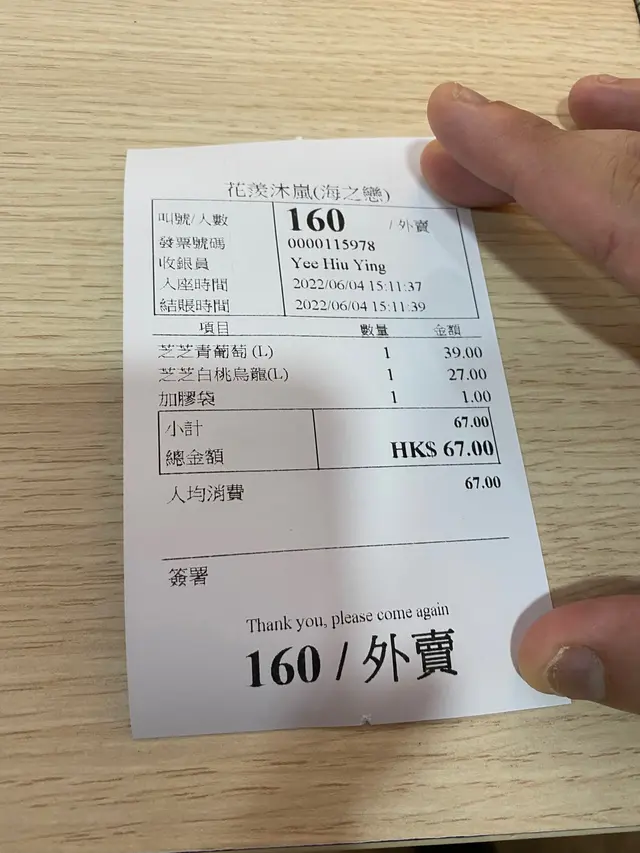 花羨沐嵐(海之戀)
叫號/人數 160 /外賣
發票號碼 0000115978
收銀員 Yee Hiu Ying
入座時間 2022/06/04 15:11:37
結賬時間 2022/06/04 15:11:39
項目 數量 金額
芝芝青葡萄 (L) 1 39.00
芝芝白桃烏龍(L) 1 27.00
加膠袋 1 1.00
小計 67.00
總金額 HK$ 67.00
人均消費 67.00
簽署
Thank you, please come again
160 / 外賣